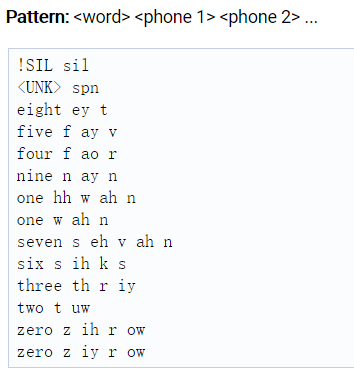 Pattern: <word> <phone 1> <phone 2> ...
!SIL sil
<UNK> spn
eight ey t
five f ay v
four f ao r
nine n ay n
one hh w ah n
one w ah n
seven s eh v ah n
six s ih k s
three th r iy
two t uw
zero z ih r ow
zero z iy r ow